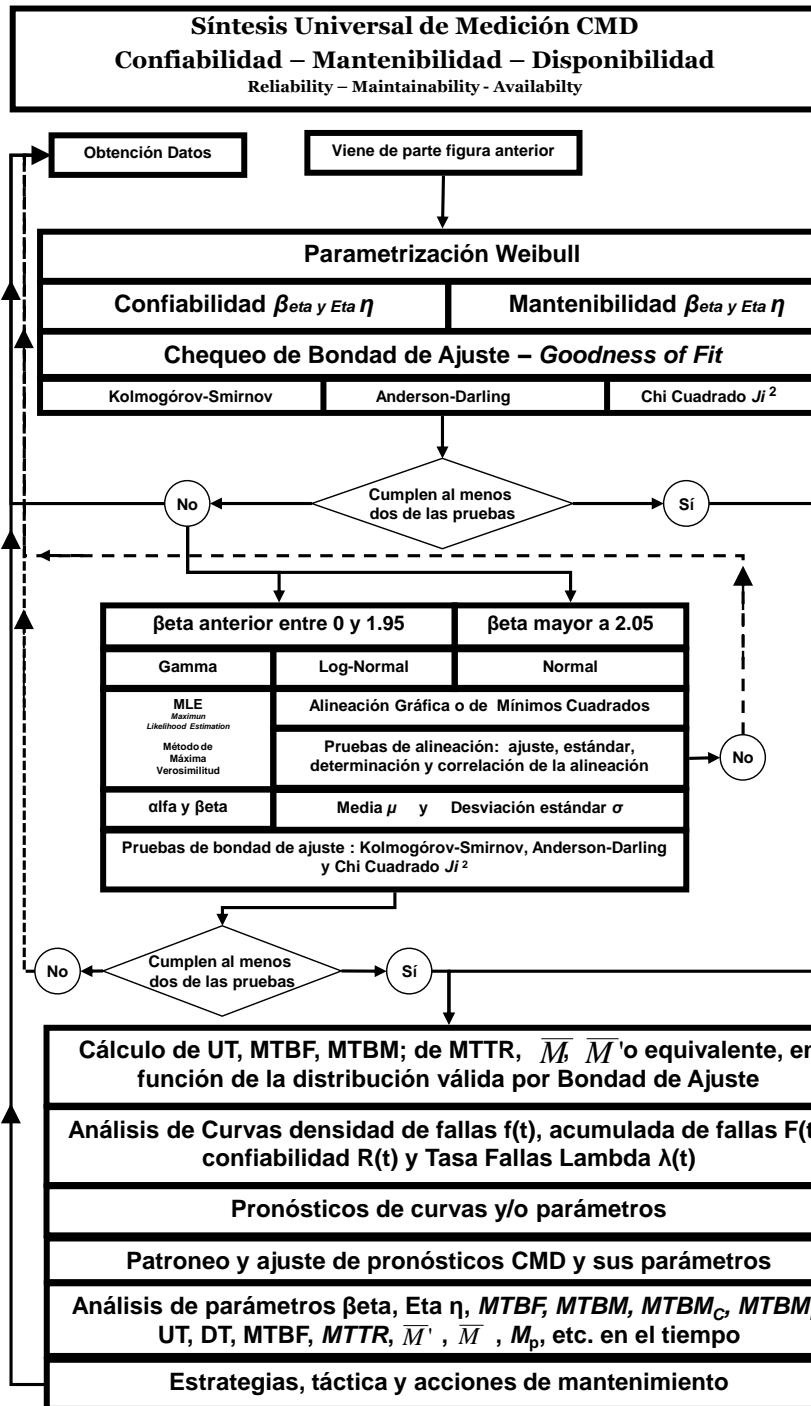 Síntesis Universal de Medición CMD
Confiabilidad – Mantenibilidad – Disponibilidad
Reliability – Maintainability - Availabilty
Obtención Datos
Viene de parte figura anterior
Parametrización Weibull
Confiabilidad βeta y Eta η
Mantenibilidad βeta y Eta η
Chequeo de Bondad de Ajuste – Goodness of Fit
Kolmogórov-Smirnov
Anderson-Darling
Chi Cuadrado Ji ²
No
Cumplen al menos
dos de las pruebas
Sí
βeta anterior entre 0 y 1.95
βeta mayor a 2.05
Gamma
Log-Normal
Normal
MLE
Maximun
Likelihood Estimation
Método de
Máxima
Verosimilitud
Alineación Gráfica o de Mínimos Cuadrados
Pruebas de alineación: ajuste, estándar,
determinación y correlación de la alineación
No
αlfa y βeta
Media μ y Desviación estándar σ
Pruebas de bondad de ajuste : Kolmogórov-Smirnov, Anderson-Darling
y Chi Cuadrado Ji ²
No
Cumplen al menos
dos de las pruebas
Sí
Cálculo de UT, MTBF, MTBM; de MTTR, M̅, M̅ 'o equivalente, en
función de la distribución válida por Bondad de Ajuste
Análisis de Curvas densidad de fallas f(t), acumulada de fallas F(t
confiabilidad R(t) y Tasa Fallas Lambda λ(t)
Pronósticos de curvas y/o parámetros
Patroneo y ajuste de pronósticos CMD y sus parámetros
Análisis de parámetros βeta, Eta η, MTBF, MTBM, MTBMC, MTBM
UT, DT, MTBF, MTTR, M̅ ' , M̅ , Mp, etc. en el tiempo
Estrategias, táctica y acciones de mantenimiento